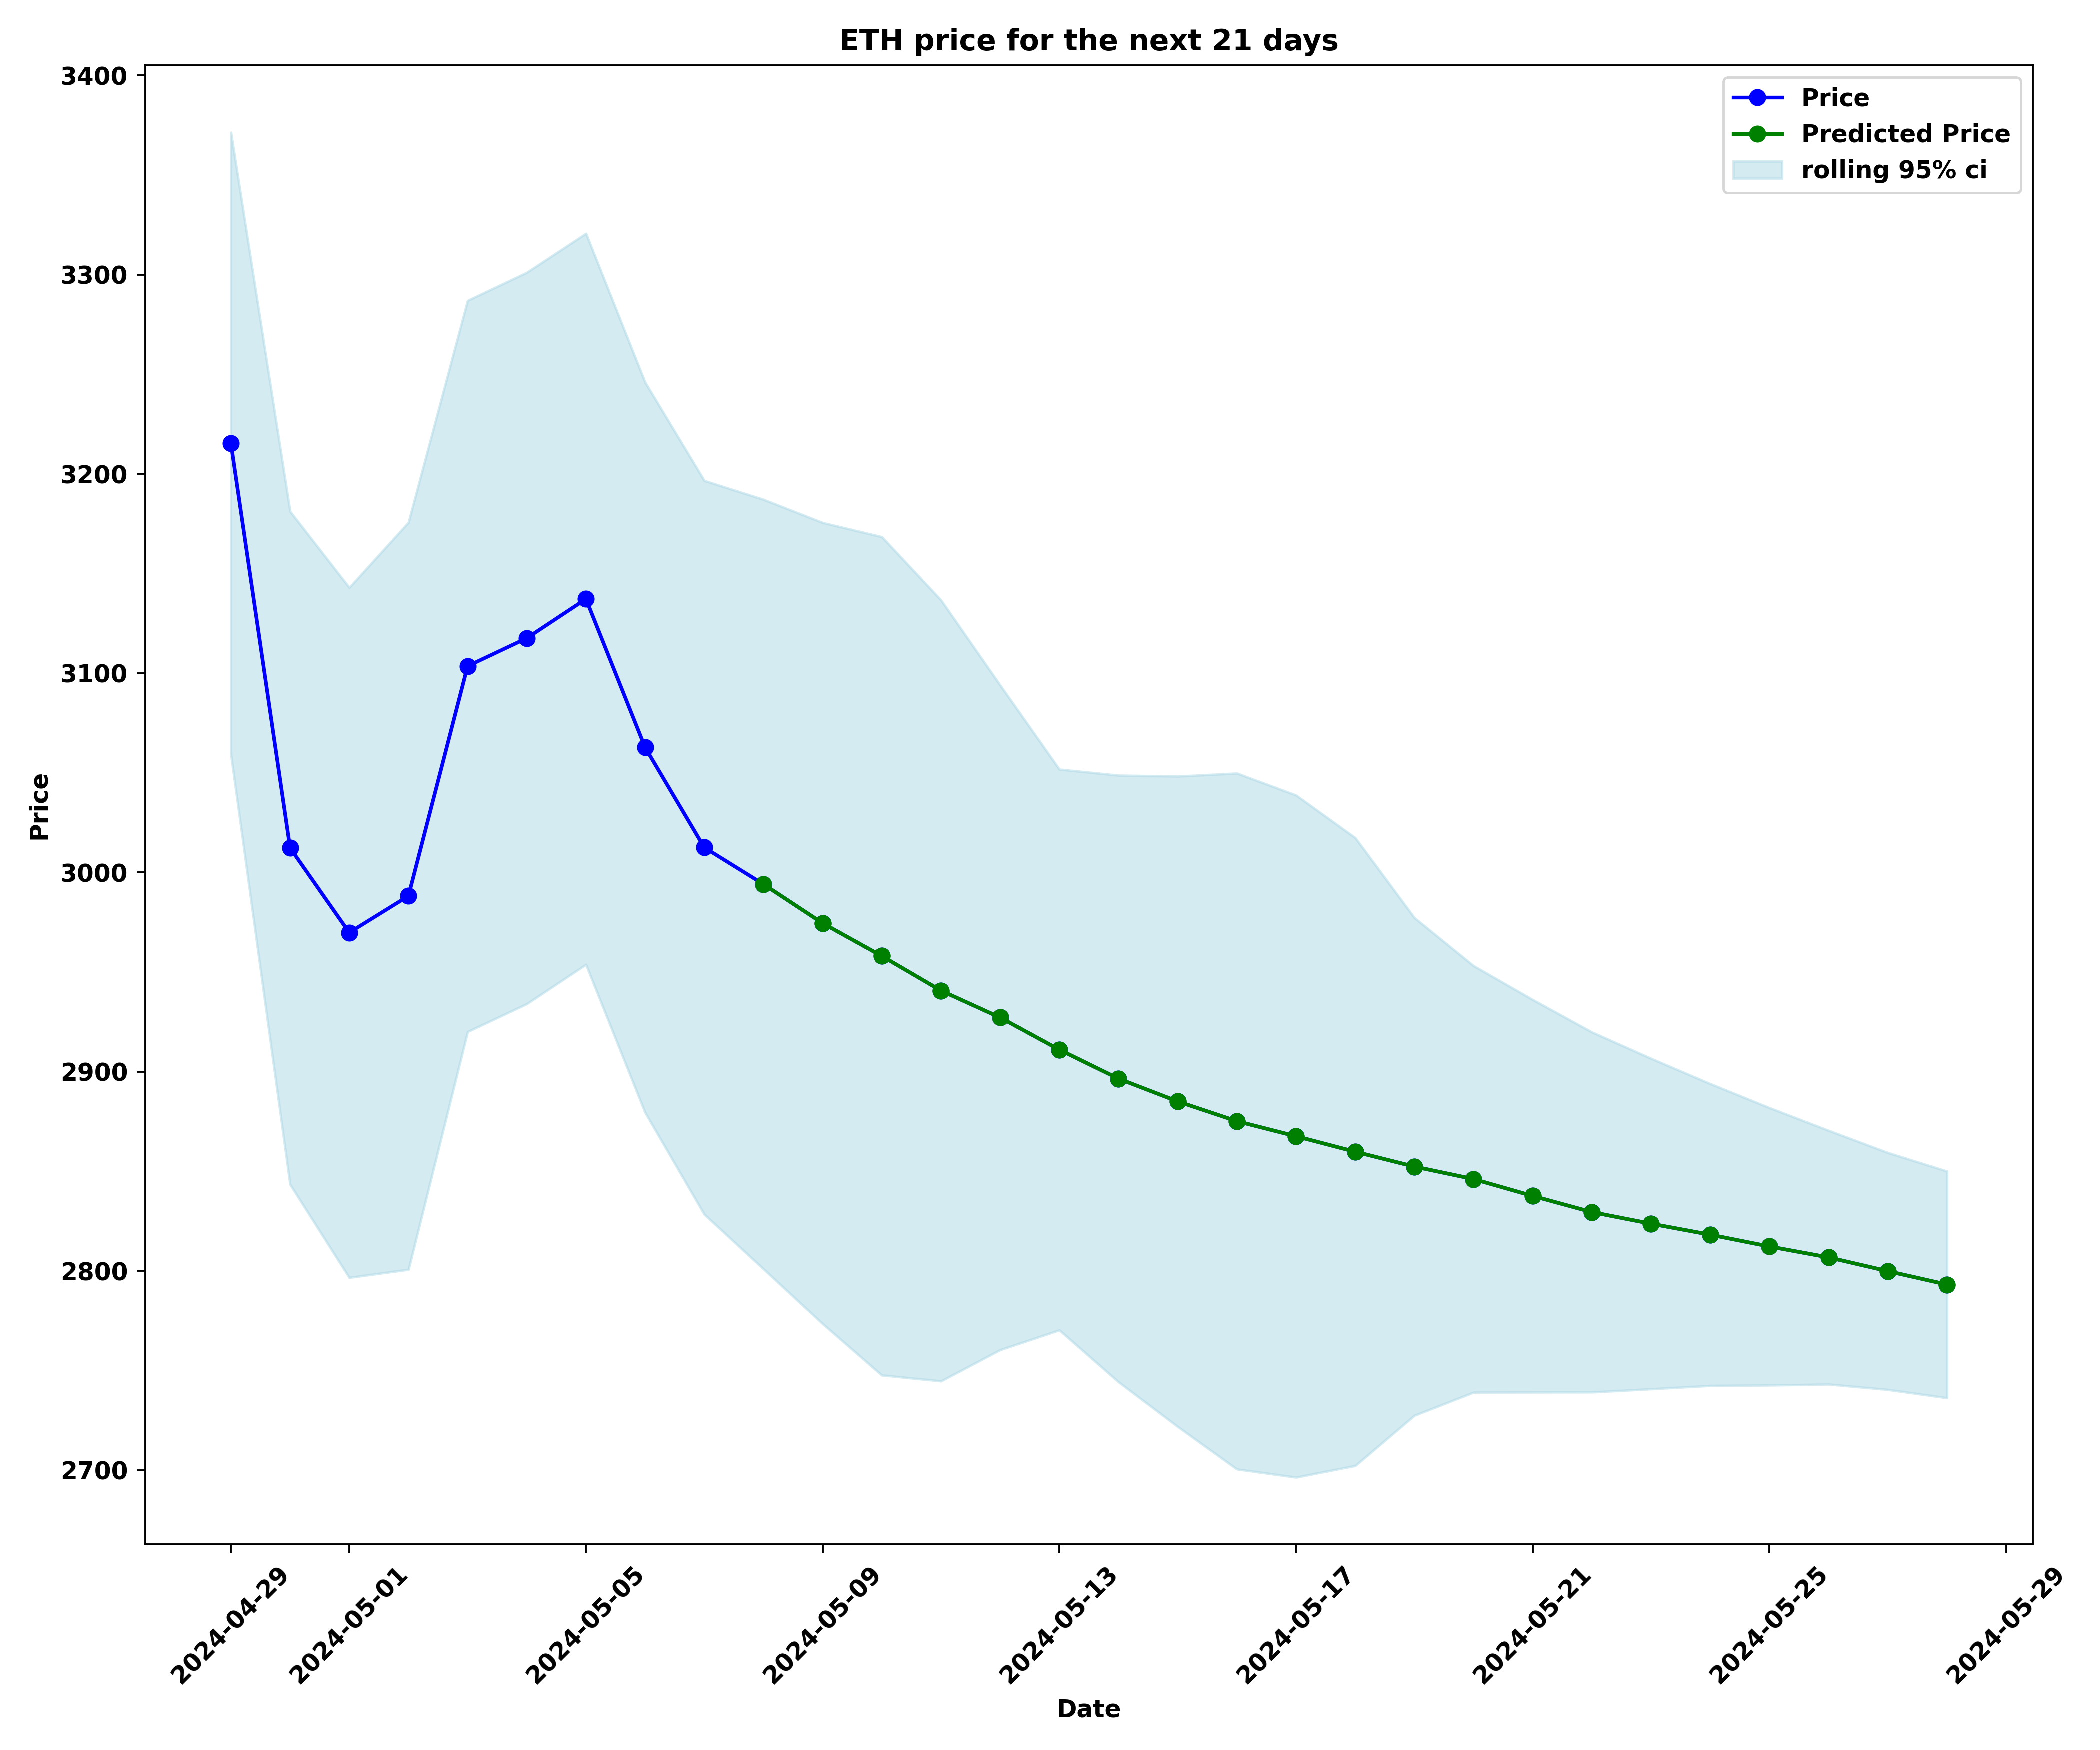 ETH price for the next 21 days
Price
Predicted Price
rolling 95% ci
3400
3300
3200
3100
3000
2900
2800
2700
Price
2024-04-29
2024-05-01
2024-05-05
2024-05-09
2024-05-13
2024-05-17
2024-05-21
2024-05-25
2024-05-29
Date